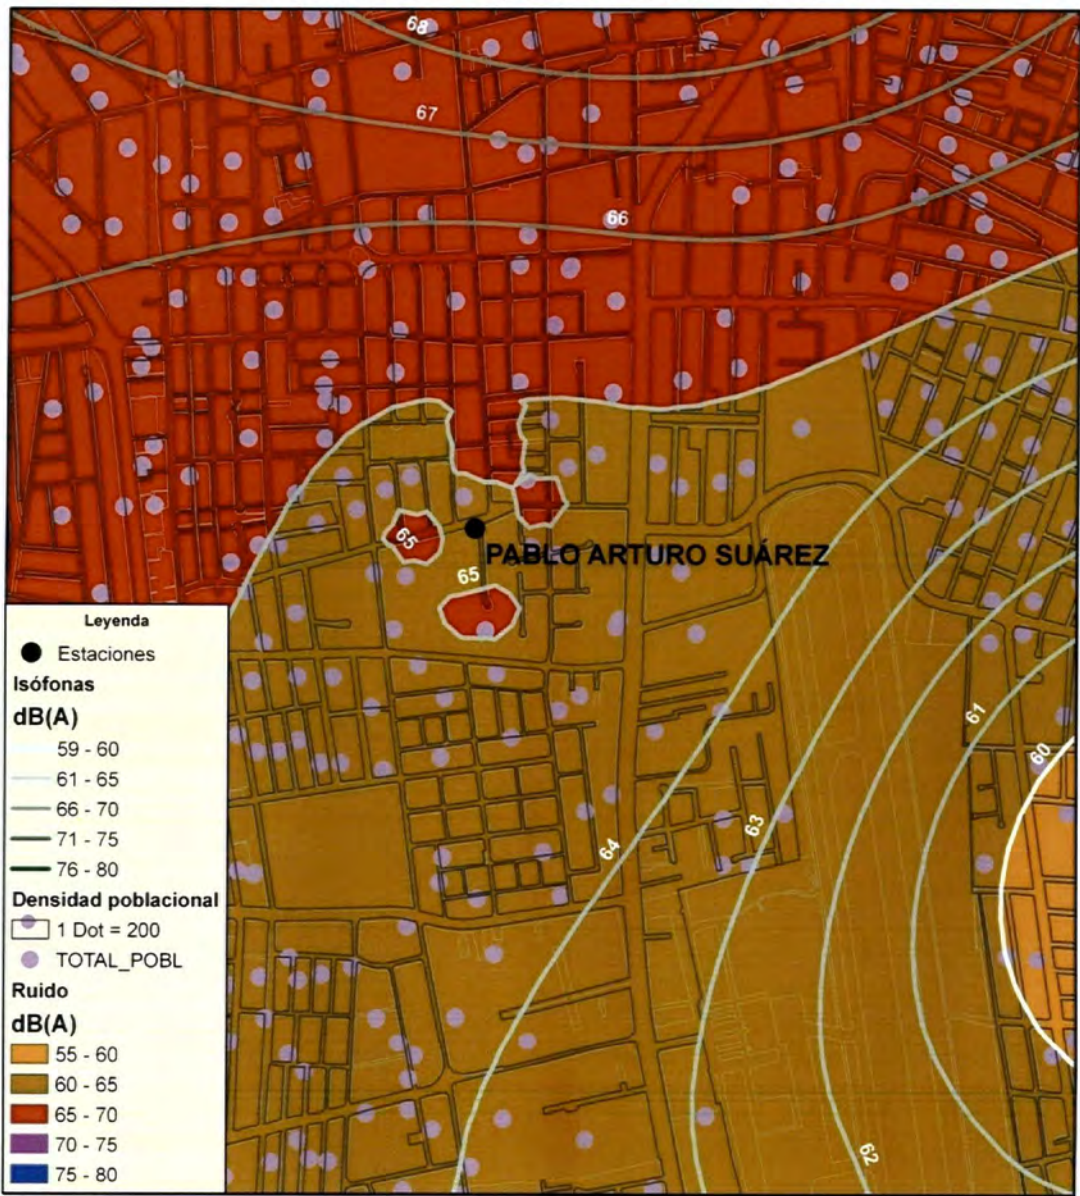 68
67
66
65
PABLO ARTURO SUÁREZ
65
64
63
62
61
60
Leyenda
Estaciones
Isófonas
dB(A)
59 - 60
61 - 65
66 - 70
71 - 75
76 - 80
Densidad poblacional
1 Dot = 200
TOTAL_POBL
Ruido
dB(A)
55 - 60
60 - 65
65 - 70
70 - 75
75 - 80